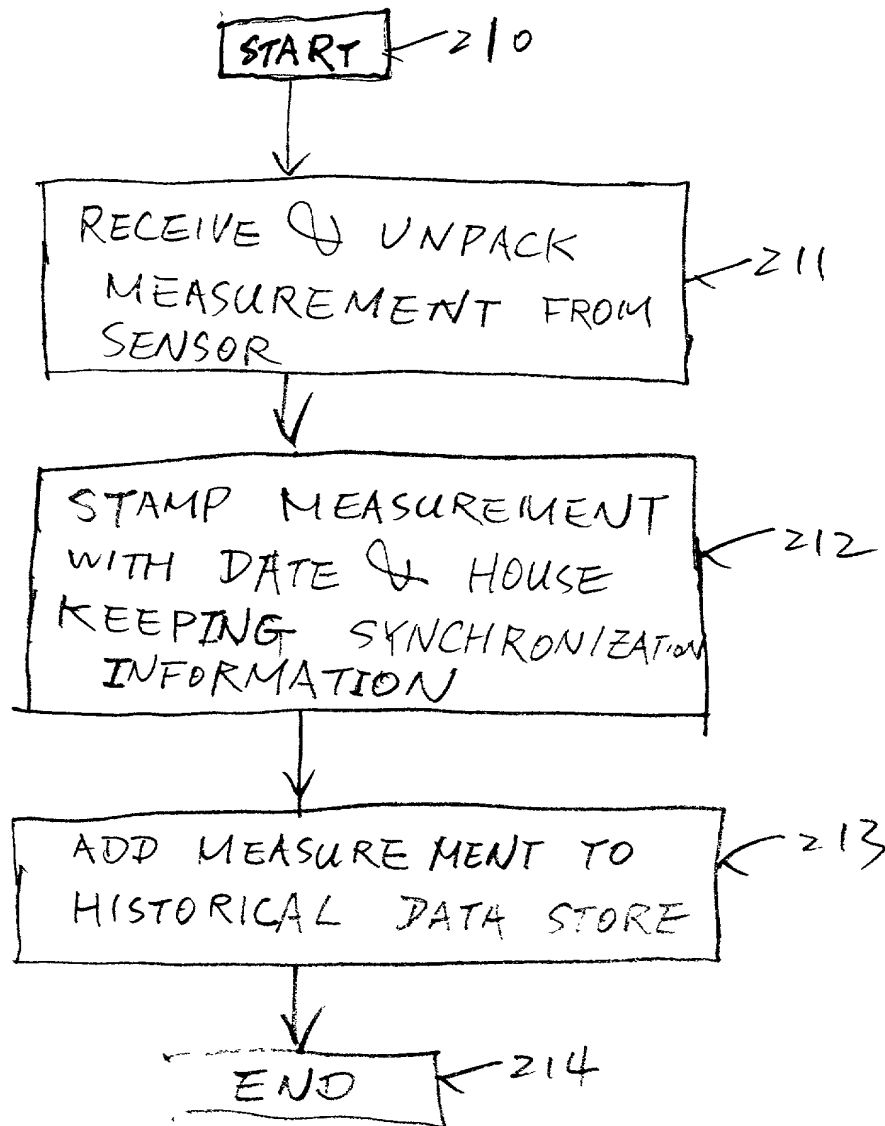 START 210
RECEIVE & UNPACK
MEASUREMENT FROM
SENSOR
211
STAMP MEASUREMENT
WITH DATE & HOUSE
KEEPING SYNCHRONIZATION
INFORMATION
212
ADD MEASUREMENT TO
HISTORICAL DATA STORE
213
END 214